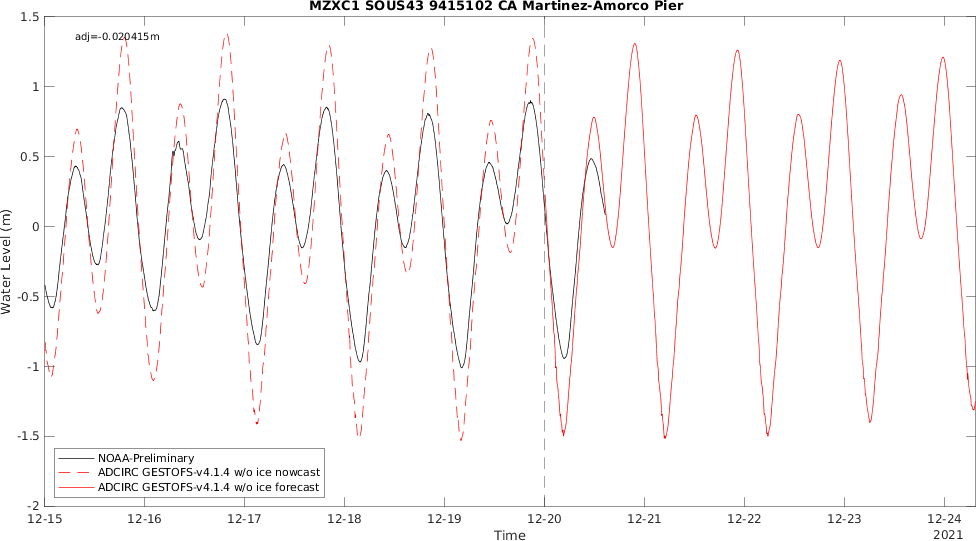 MZXC1 SOUS43 9415102 CA Martinez-Amorco Pier
adj=-0.020415m
1.5
1
0.5
0
-0.5
-1
-1.5
-2
Water Level (m)
NOAA-Preliminary
ADCIRC GESTOFS-v4.1.4 w/o ice nowcast
ADCIRC GESTOFS-v4.1.4 w/o ice forecast
12-15 12-16 12-17 12-18 12-19 12-20 12-21 12-22 12-23 12-24
Time
2021